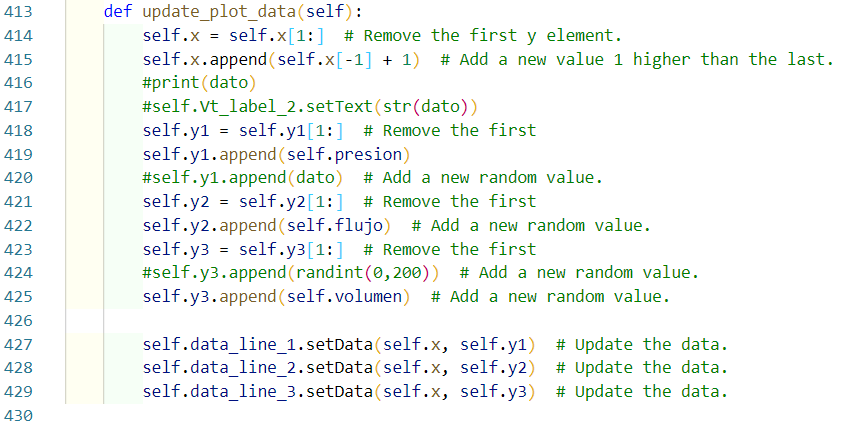 413 def update_plot_data(self):
414 self.x = self.x[1:]  # Remove the first y element.
415 self.x.append(self.x[-1] + 1)  # Add a new value 1 higher than the last.
416 #print(dato)
417 #self.Vt_label_2.setText(str(dato))
418 self.y1 = self.y1[1:]  # Remove the first
419 self.y1.append(self.presion)
420 #self.y1.append(dato)  # Add a new random value.
421 self.y2 = self.y2[1:]  # Remove the first
422 self.y2.append(self.flujo)  # Add a new random value.
423 self.y3 = self.y3[1:]  # Remove the first
424 #self.y3.append(randint(0,200))  # Add a new random value.
425 self.y3.append(self.volumen)  # Add a new random value.
426
427 self.data_line_1.setData(self.x, self.y1)  # Update the data.
428 self.data_line_2.setData(self.x, self.y2)  # Update the data.
429 self.data_line_3.setData(self.x, self.y3)  # Update the data.
430